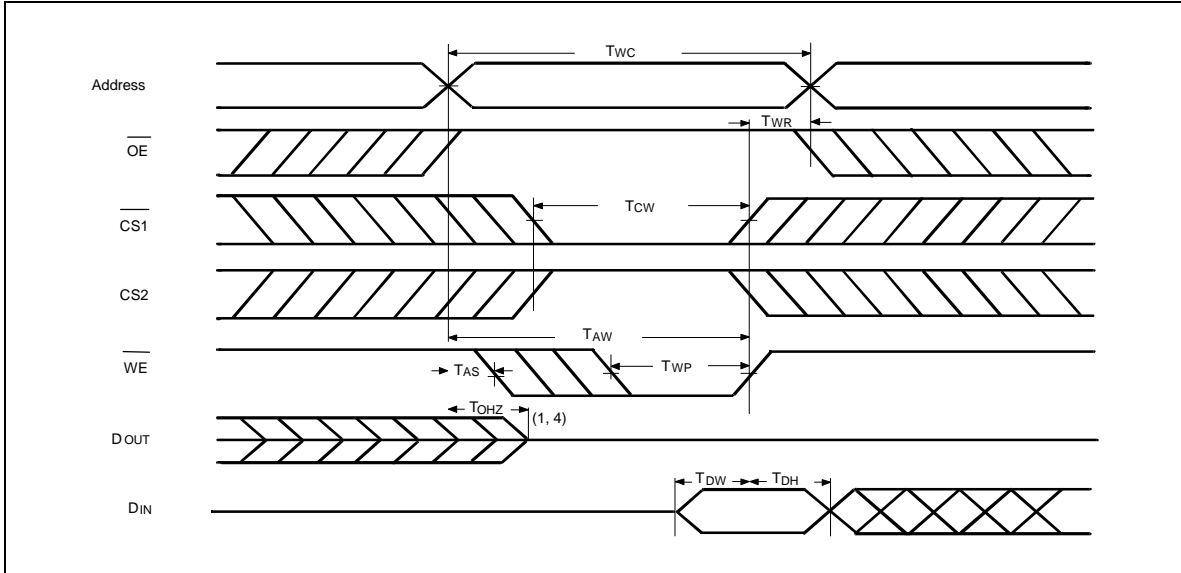 TWC
Address
TWR
OE
TCW
CS1
CS2
TAW
WE
TAS
TWP
TOHZ
(1, 4)
DOUT
TDW
TDH
DIN